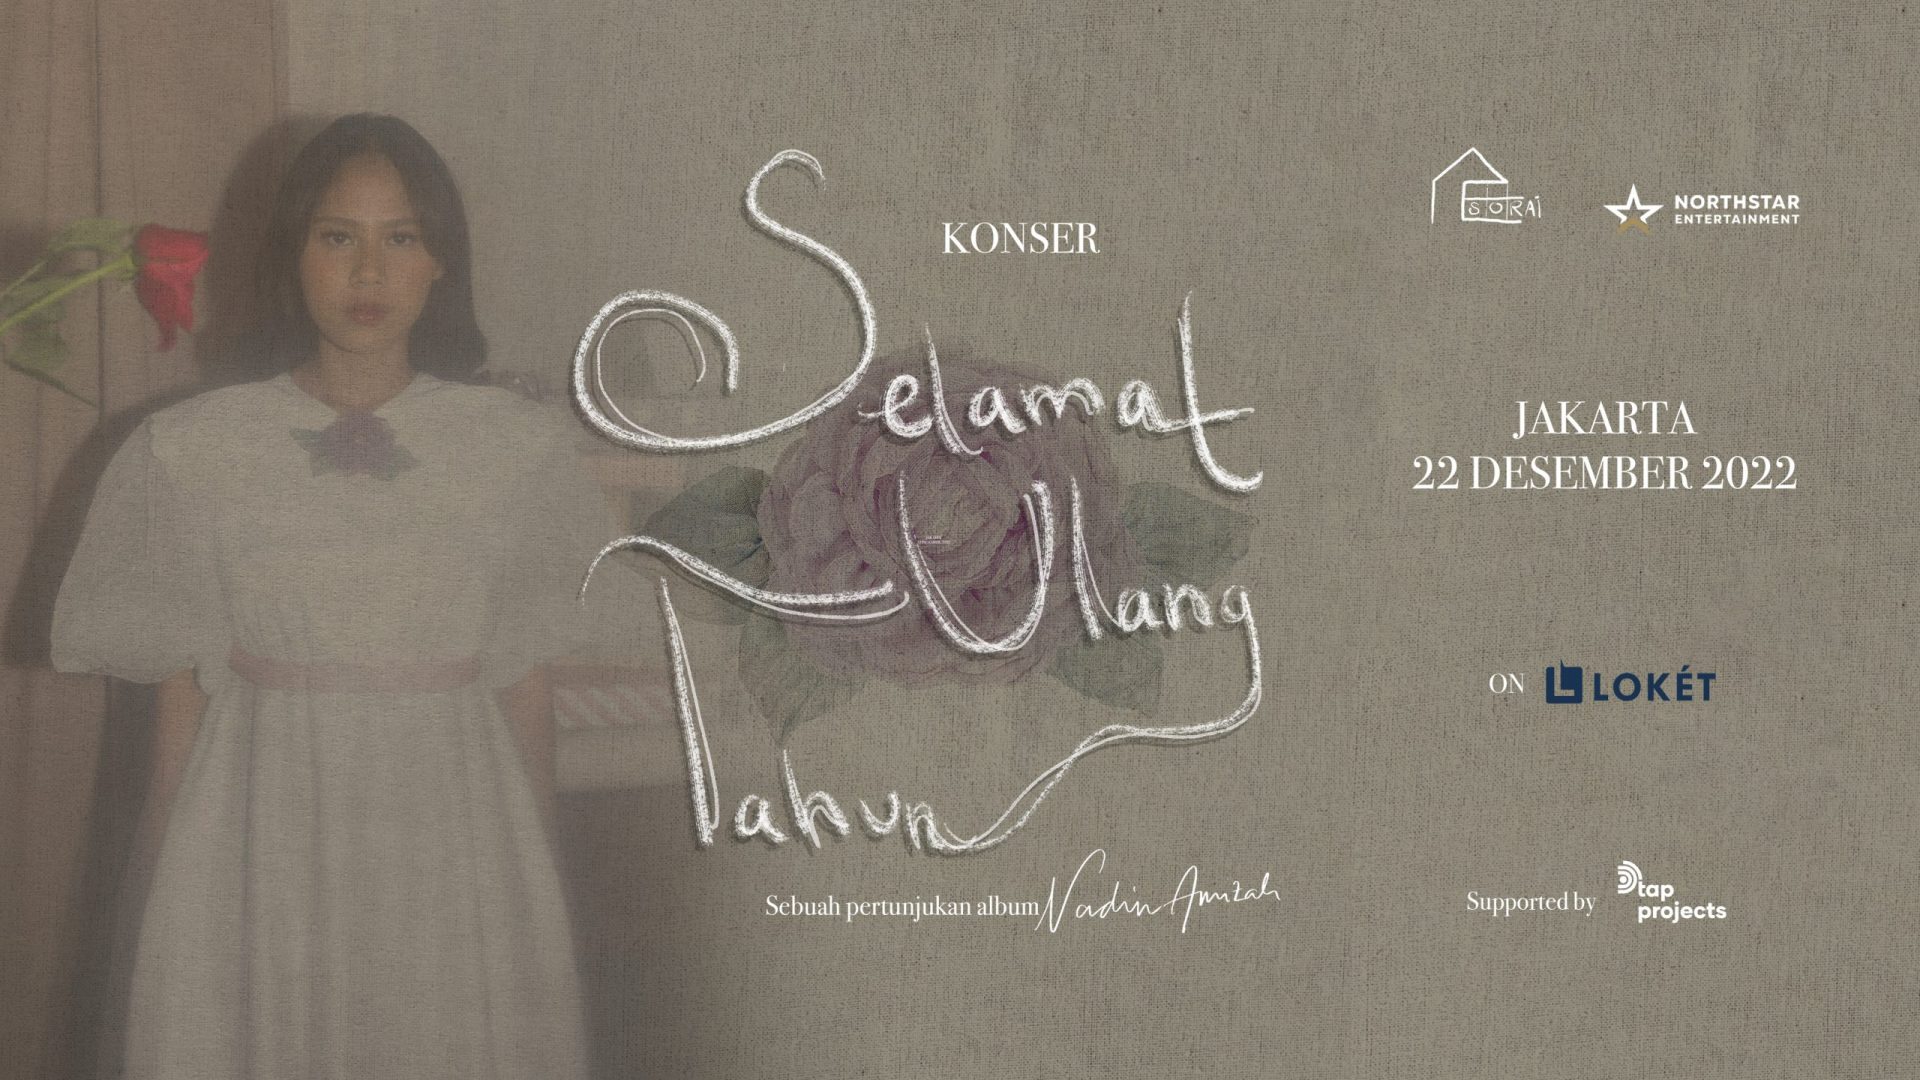 KONSER
Selamat
Ulang
Tahun
Sebuah pertunjukan album Nadin Amizah
SORAI
NORTHSTAR
ENTERTAINMENT
JAKARTA
22 DESEMBER 2022
ON LOKÉT
Supported by tap
projects